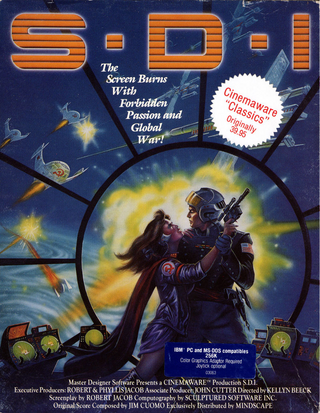 S·D·I
The
Screen Burns
With
Forbidden
Passion and
Global
War!
Cinemaware
"Classics"
Originally
39.95
IBM® PC and MS-DOS compatibles
256K
Color Graphics Adaptor Required
Joystick optional
Master Designer Software Presents a CINEMAWARE™ Production S.D.I.
Executive Producers: ROBERT & PHYLLIS JACOB Associate Producer: JOHN CUTTER Directed by KELLYN BEECK
Screenplay by ROBERT JACOB Computography by SCULPTURED SOFTWARE INC.
Original Score Composed by JIM CUOMO Exclusively Distributed by MINDSCAPE